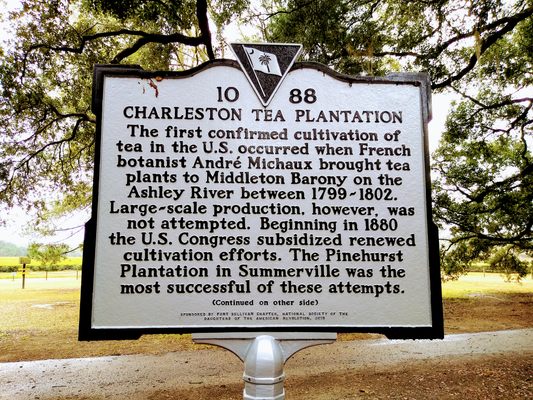 10 88
CHARLESTON TEA PLANTATION
The first confirmed cultivation of
tea in the U.S. occurred when French
botanist André Michaux brought tea
plants to Middleton Barony on the
Ashley River between 1799-1802.
Large-scale production, however, was
not attempted. Beginning in 1880
the U.S. Congress subsidized renewed
cultivation efforts. The Pinehurst
Plantation in Summerville was the
most successful of these attempts.
(Continued on other side)
SPONSORED BY FORT SULLIVAN CHAPTER, NATIONAL SOCIETY OF THE
DAUGHTERS OF THE AMERICAN REVOLUTION, 2015